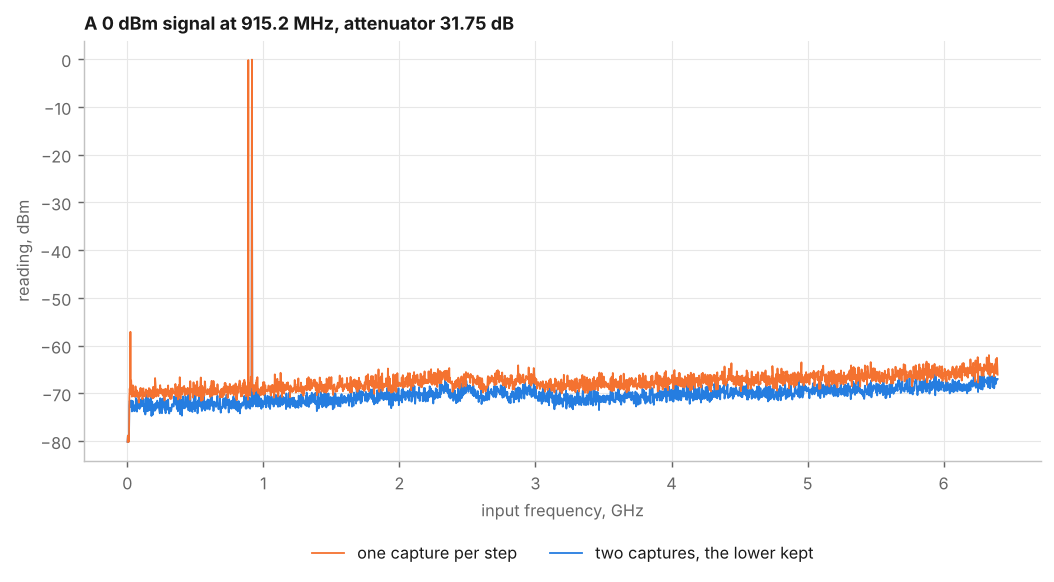 A 0 dBm signal at 915.2 MHz, attenuator 31.75 dB
reading, dBm
0
−10
−20
−30
−40
−50
−60
−70
−80
0 1 2 3 4 5 6
input frequency, GHz
one capture per step two captures, the lower kept